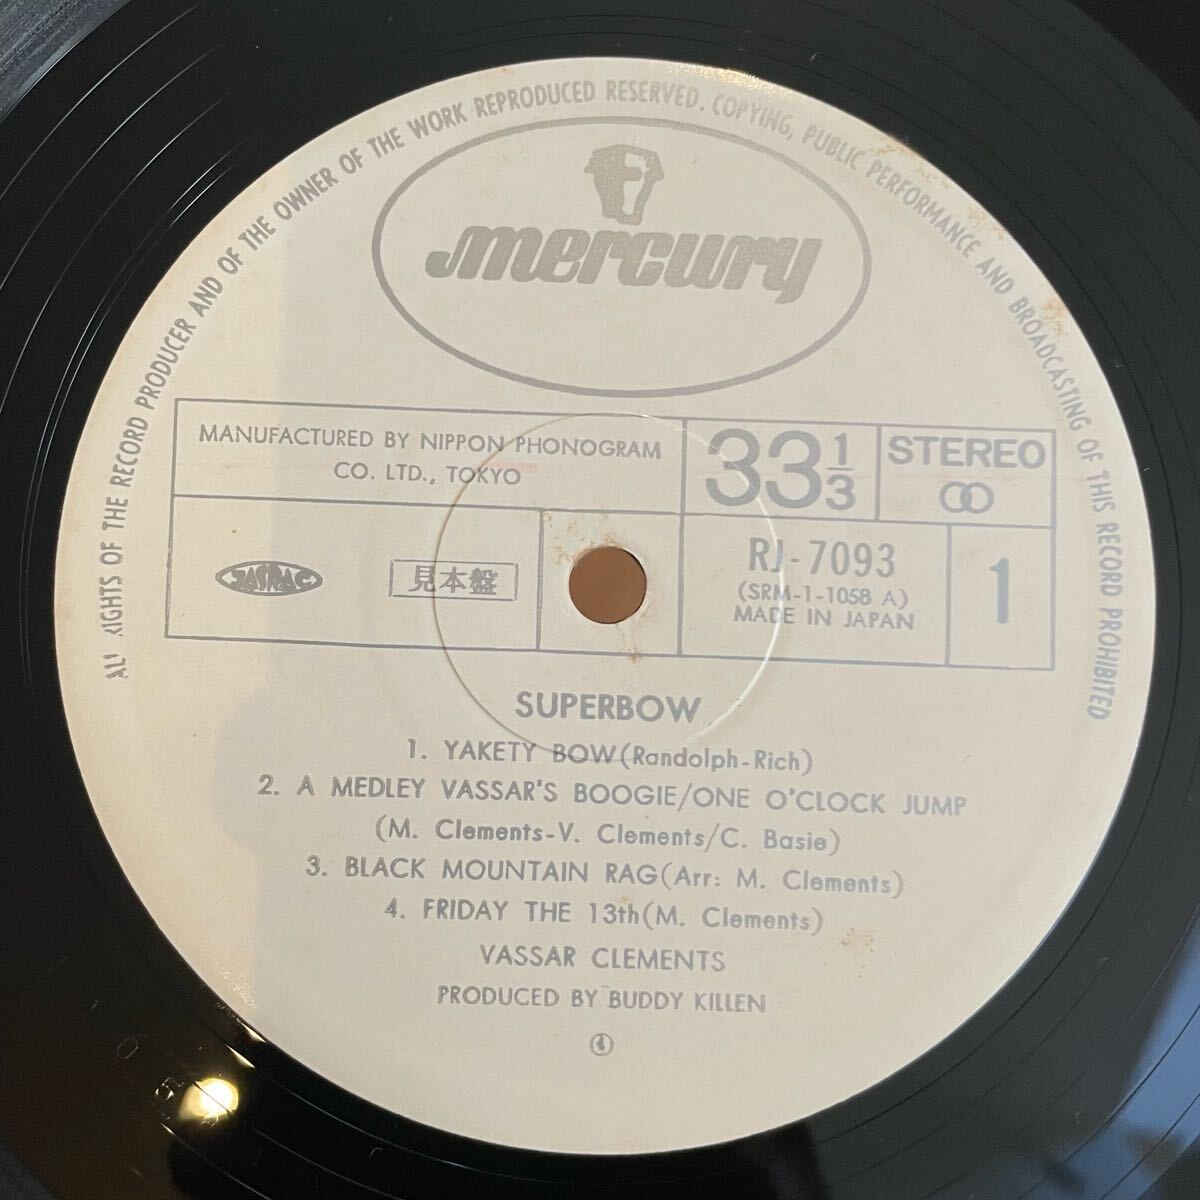 ALL RIGHTS OF THE RECORD PRODUCER AND OF THE OWNER OF THE WORK REPRODUCED RESERVED. COPYING, PUBLIC PERFORMANCE AND BROADCASTING OF THIS RECORD PROHIBITED
mercury
MANUFACTURED BY NIPPON PHONOGRAM
CO. LTD., TOKYO
33 1/3
STEREO
JASRAC
見本盤
RJ-7093
(SRM-1-1058 A)
MADE IN JAPAN
1
SUPERBOW
1. YAKETY BOW(Randolph-Rich)
2. A MEDLEY VASSAR'S BOOGIE/ONE O'CLOCK JUMP
(M. Clements-V. Clements/C. Basie)
3. BLACK MOUNTAIN RAG(Arr: M. Clements)
4. FRIDAY THE 13th(M. Clements)
VASSAR CLEMENTS
PRODUCED BY BUDDY KILLEN
④